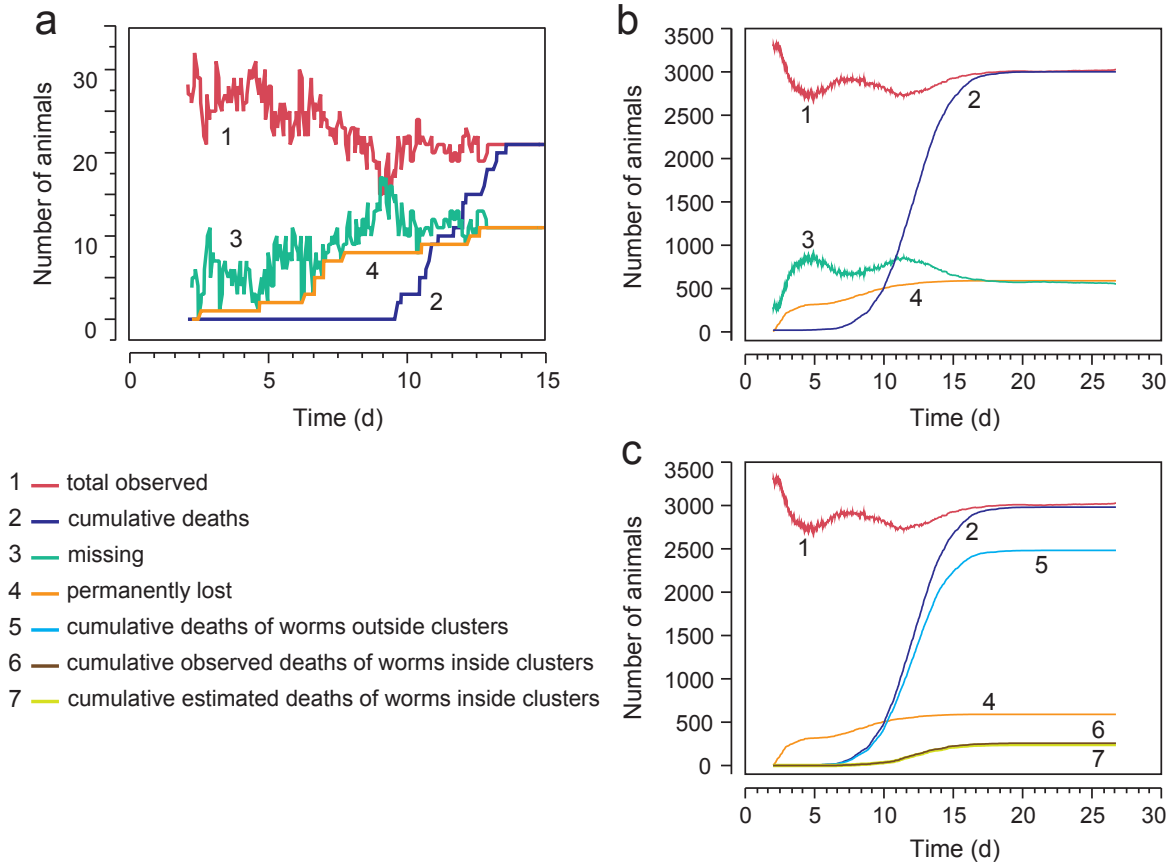 a
Number of animals
30
20
10
0
1
3
4
2
0 5 10 15
Time (d)
b
Number of animals
3500
3000
2500
2000
1500
1000
500
0
1
2
3
4
0 5 10 15 20 25 30
Time (d)
1 total observed
2 cumulative deaths
3 missing
4 permanently lost
5 cumulative deaths of worms outside clusters
6 cumulative observed deaths of worms inside clusters
7 cumulative estimated deaths of worms inside clusters
c
Number of animals
3500
3000
2500
2000
1500
1000
500
0
1
2
5
4
6
7
0 5 10 15 20 25 30
Time (d)